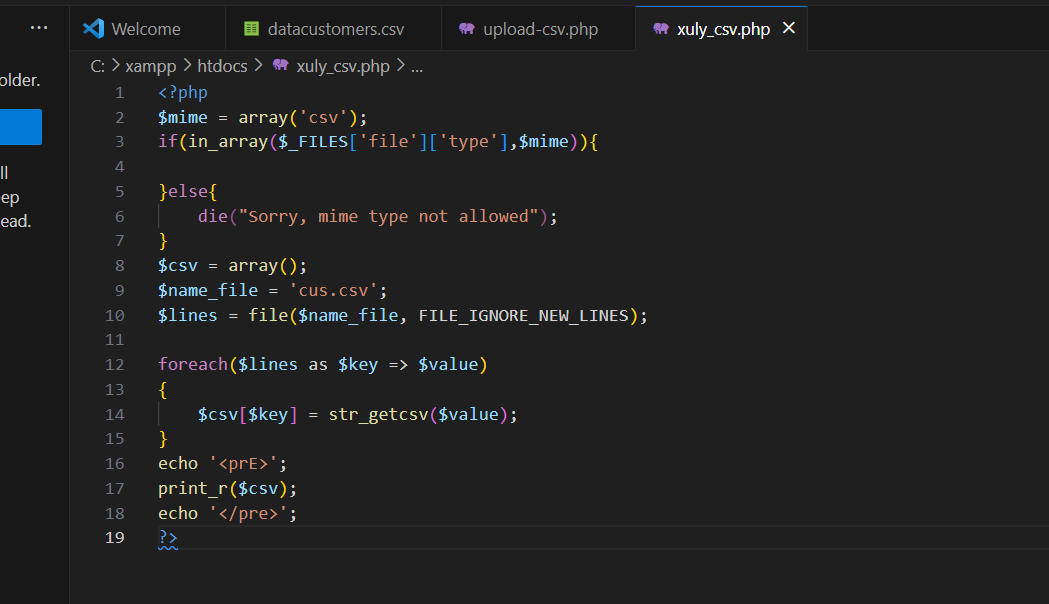 ... Welcome datacustomers.csv upload-csv.php xuly_csv.php ×
C: > xampp > htdocs > xuly_csv.php > ...
older.
ll
ep
ead.
1 <?php
2 $mime = array('csv');
3 if(in_array($_FILES['file']['type'],$mime)){
4
5 }else{
6     die("Sorry, mime type not allowed");
7 }
8 $csv = array();
9 $name_file = 'cus.csv';
10 $lines = file($name_file, FILE_IGNORE_NEW_LINES);
11
12 foreach($lines as $key => $value)
13 {
14     $csv[$key] = str_getcsv($value);
15 }
16 echo '<prE>';
17 print_r($csv);
18 echo '</pre>';
19 ?>